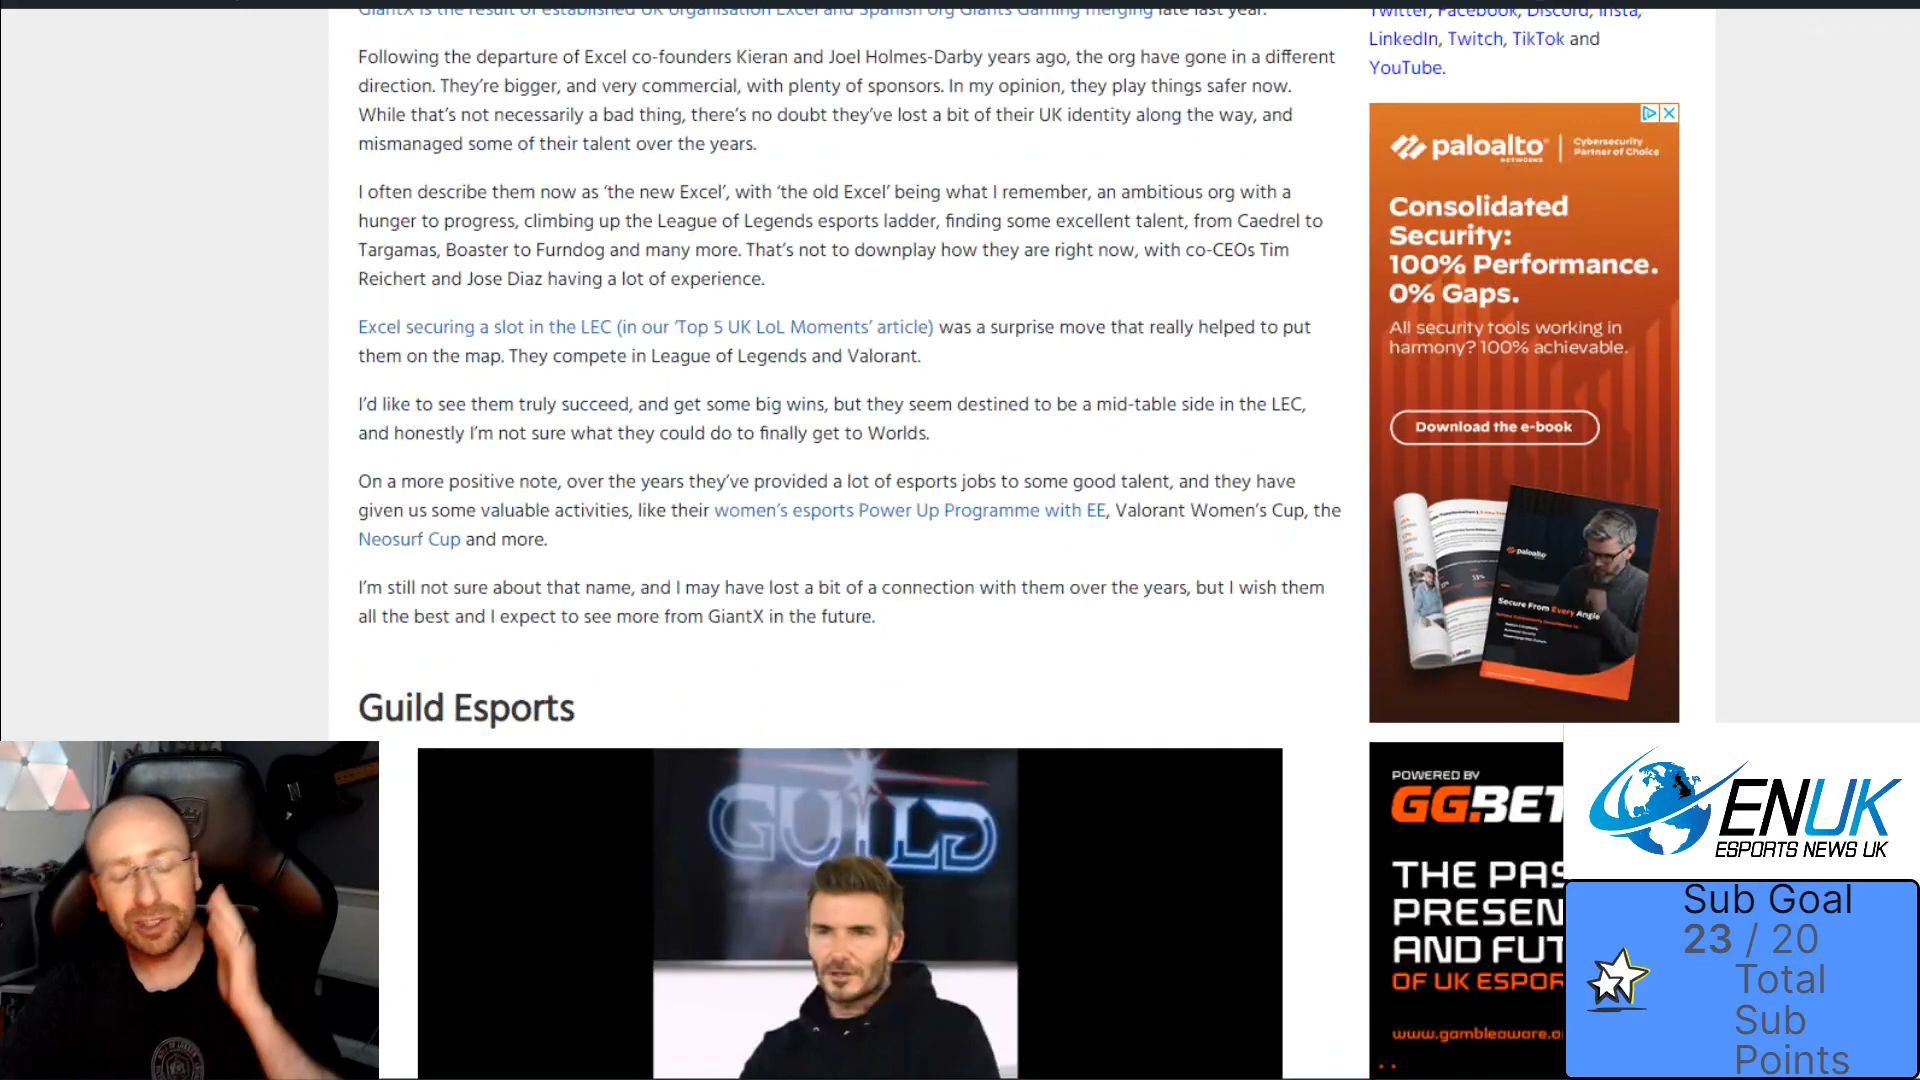 GiantX is the result of established UK organisation Excel and Spanish org Giants Gaming merging late last year.
Following the departure of Excel co-founders Kieran and Joel Holmes-Darby years ago, the org have gone in a different
direction. They’re bigger, and very commercial, with plenty of sponsors. In my opinion, they play things safer now.
While that’s not necessarily a bad thing, there’s no doubt they’ve lost a bit of their UK identity along the way, and
mismanaged some of their talent over the years.
I often describe them now as ‘the new Excel’, with ‘the old Excel’ being what I remember, an ambitious org with a
hunger to progress, climbing up the League of Legends esports ladder, finding some excellent talent, from Caedrel to
Targamas, Boaster to Furndog and many more. That’s not to downplay how they are right now, with co-CEOs Tim
Reichert and Jose Diaz having a lot of experience.
Excel securing a slot in the LEC (in our ‘Top 5 UK LoL Moments’ article) was a surprise move that really helped to put
them on the map. They compete in League of Legends and Valorant.
I’d like to see them truly succeed, and get some big wins, but they seem destined to be a mid-table side in the LEC,
and honestly I’m not sure what they could do to finally get to Worlds.
On a more positive note, over the years they’ve provided a lot of esports jobs to some good talent, and they have
given us some valuable activities, like their women’s esports Power Up Programme with EE, Valorant Women’s Cup, the
Neosurf Cup and more.
I’m still not sure about that name, and I may have lost a bit of a connection with them over the years, but I wish them
all the best and I expect to see more from GiantX in the future.
Guild Esports
GUILD
Twitter, Facebook, Discord, Insta,
LinkedIn, Twitch, TikTok and
YouTube.
paloalto
NETWORKS
Cybersecurity
Partner of Choice
Consolidated
Security:
100% Performance.
0% Gaps.
All security tools working in
harmony? 100% achievable.
Download the e-book
paloalto
Secure From Every Angle
POWERED BY
GG.BET
THE PAS
PRESEN
AND FUT
OF UK ESPOR
www.gambleaware.o
ENUK
ESPORTS NEWS UK
Sub Goal
23 / 20
Total
Sub
Points